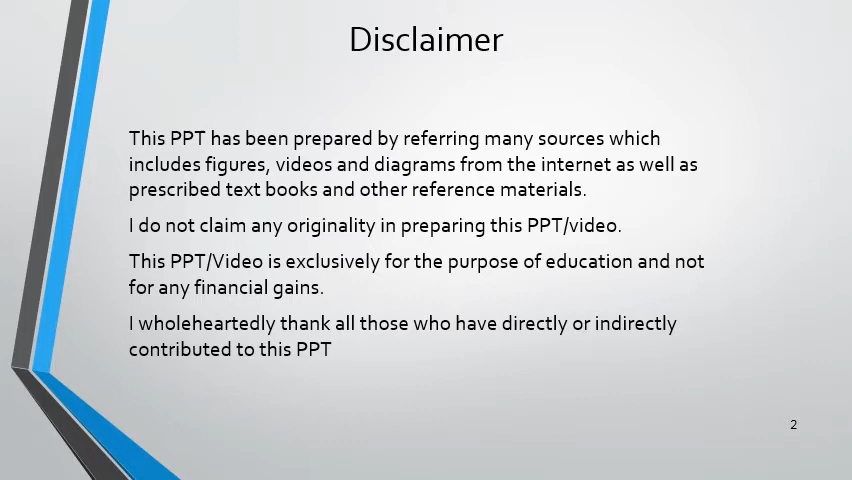 Disclaimer
This PPT has been prepared by referring many sources which
includes figures, videos and diagrams from the internet as well as
prescribed text books and other reference materials.
I do not claim any originality in preparing this PPT/video.
This PPT/Video is exclusively for the purpose of education and not
for any financial gains.
I wholeheartedly thank all those who have directly or indirectly
contributed to this PPT
2